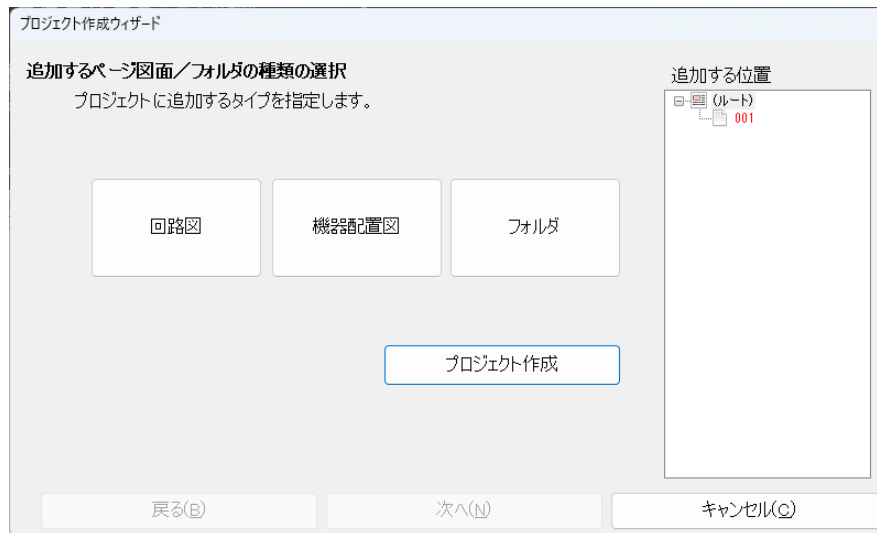 プロジェクト作成ウィザード
追加するページ図面／フォルダの種類の選択
プロジェクトに追加するタイプを指定します。
追加する位置
(ルート)
001
回路図
機器配置図
フォルダ
プロジェクト作成
戻る(B)
次へ(N)
キャンセル(C)